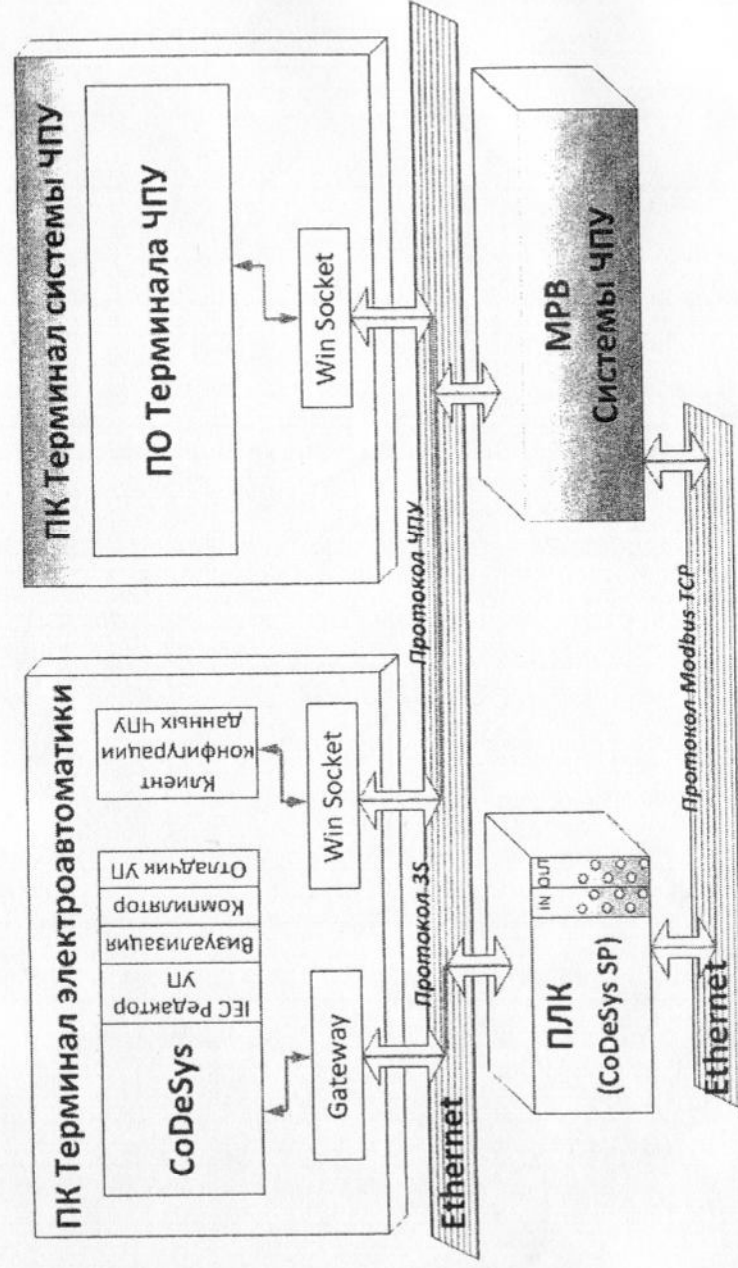 ПК Терминал электроавтоматики
CoDeSys
IEC Редактор
УП
Визуализация
Компилятор
Отладчик УП
Клиент
конфигурации
данных ЧПУ
Gateway
Win Socket
ПК Терминал системы ЧПУ
ПО Терминала ЧПУ
Win Socket
Протокол 3S
Протокол ЧПУ
Ethernet
ПЛК
(CoDeSys SP)
IN
OUT
МРВ
Системы ЧПУ
Протокол Modbus TCP
Ethernet